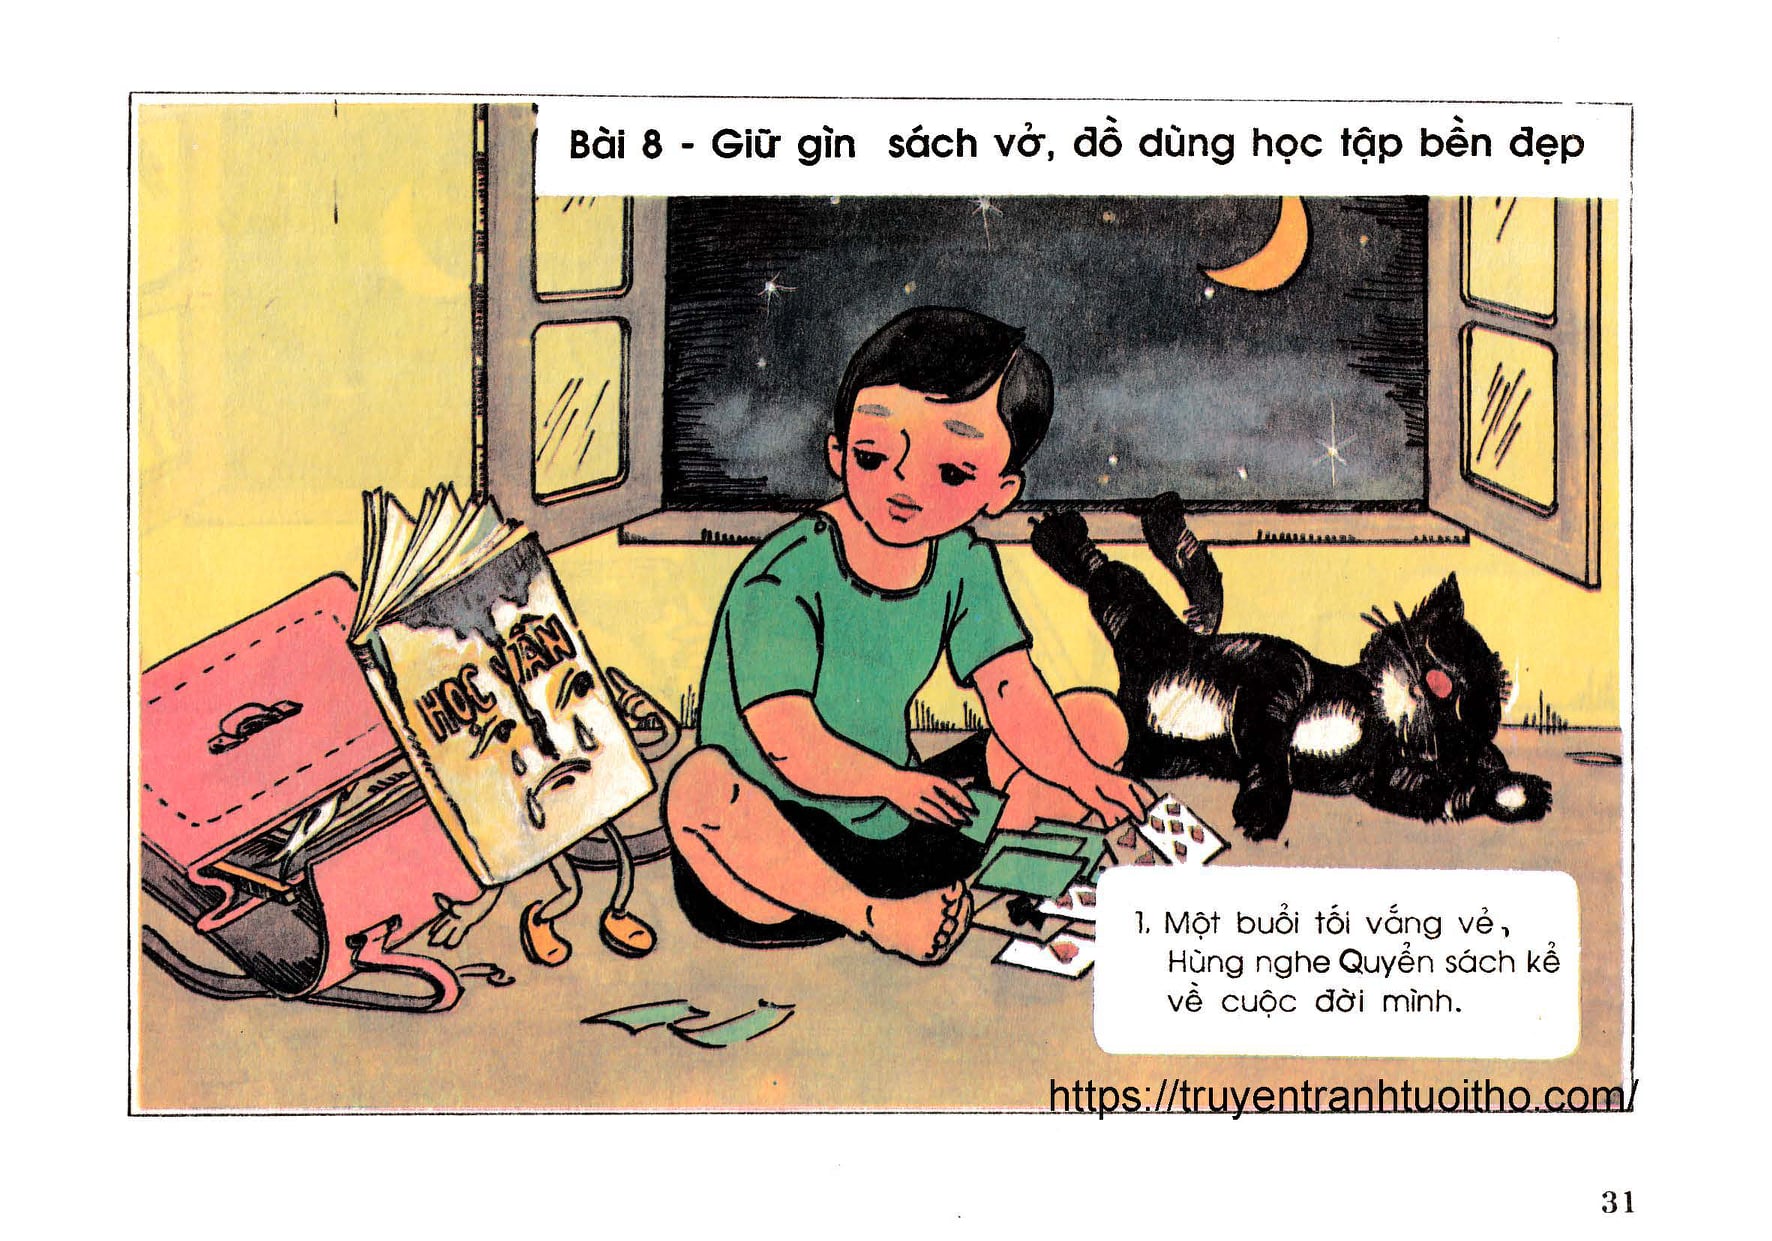 Bài 8 - Giữ gìn sách vở, đồ dùng học tập bền đẹp
HỌC VẦN
1. Một buổi tối vắng vẻ,
Hùng nghe Quyển sách kể
về cuộc đời mình.
https://truyentranhtuoitho.com/
31